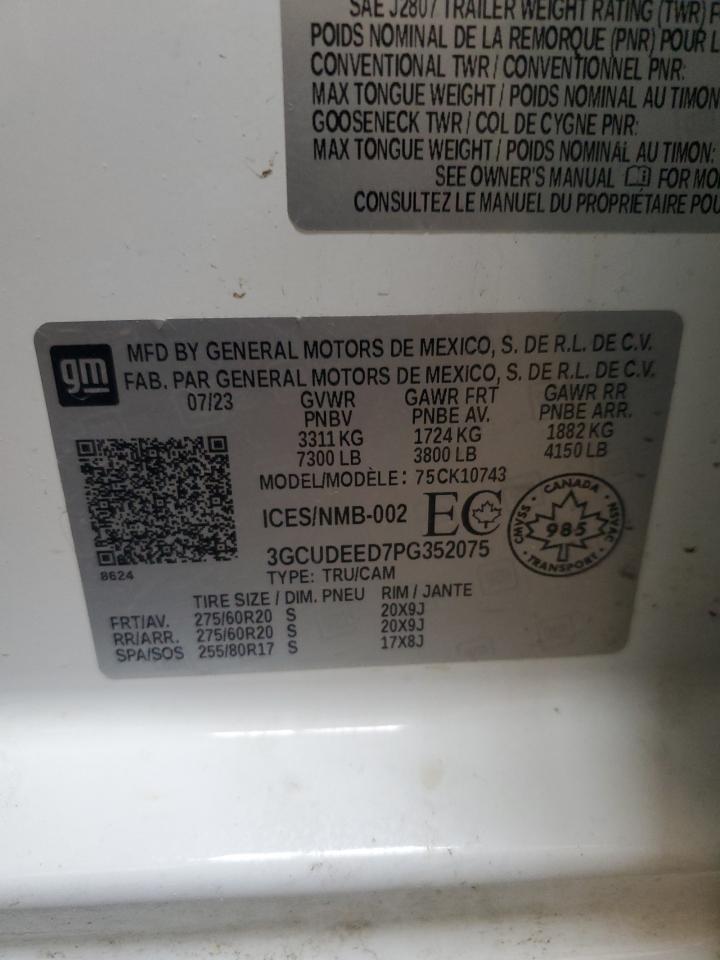 SAE J2807 TRAILER WEIGHT RATING (TWR)
POIDS NOMINAL DE LA REMORQUE (PNR) POUR
CONVENTIONAL TWR / CONVENTIONNEL PNR:
MAX TONGUE WEIGHT / POIDS NOMINAL AU TIMON
GOOSENECK TWR / COL DE CYGNE PNR:
MAX TONGUE WEIGHT / POIDS NOMINAL AU TIMON:
SEE OWNER'S MANUAL FOR
CONSULTEZ LE MANUEL DU PROPRIÉTAIRE
gm
MFD BY GENERAL MOTORS DE MEXICO, S. DE R.L. DE C.V.
FAB. PAR GENERAL MOTORS DE MEXICO, S. DE R.L. DE C.V.
07/23 GVWR GAWR FRT GAWR RR
PNBV PNBE AV. PNBE ARR.
3311 KG 1724 KG 1882 KG
7300 LB 3800 LB 4150 LB
MODEL/MODÈLE: 75CK10743
ICES/NMB-002 EC
CANADA
CMVSS 985 NSVAC
TRANSPORT
3GCUDEED7PG352075
8624
TYPE: TRU/CAM
TIRE SIZE / DIM. PNEU RIM / JANTE
FRT/AV. 275/60R20 S 20X9J
RR/ARR. 275/60R20 S 20X9J
SPA/SOS 255/80R17 S 17X8J